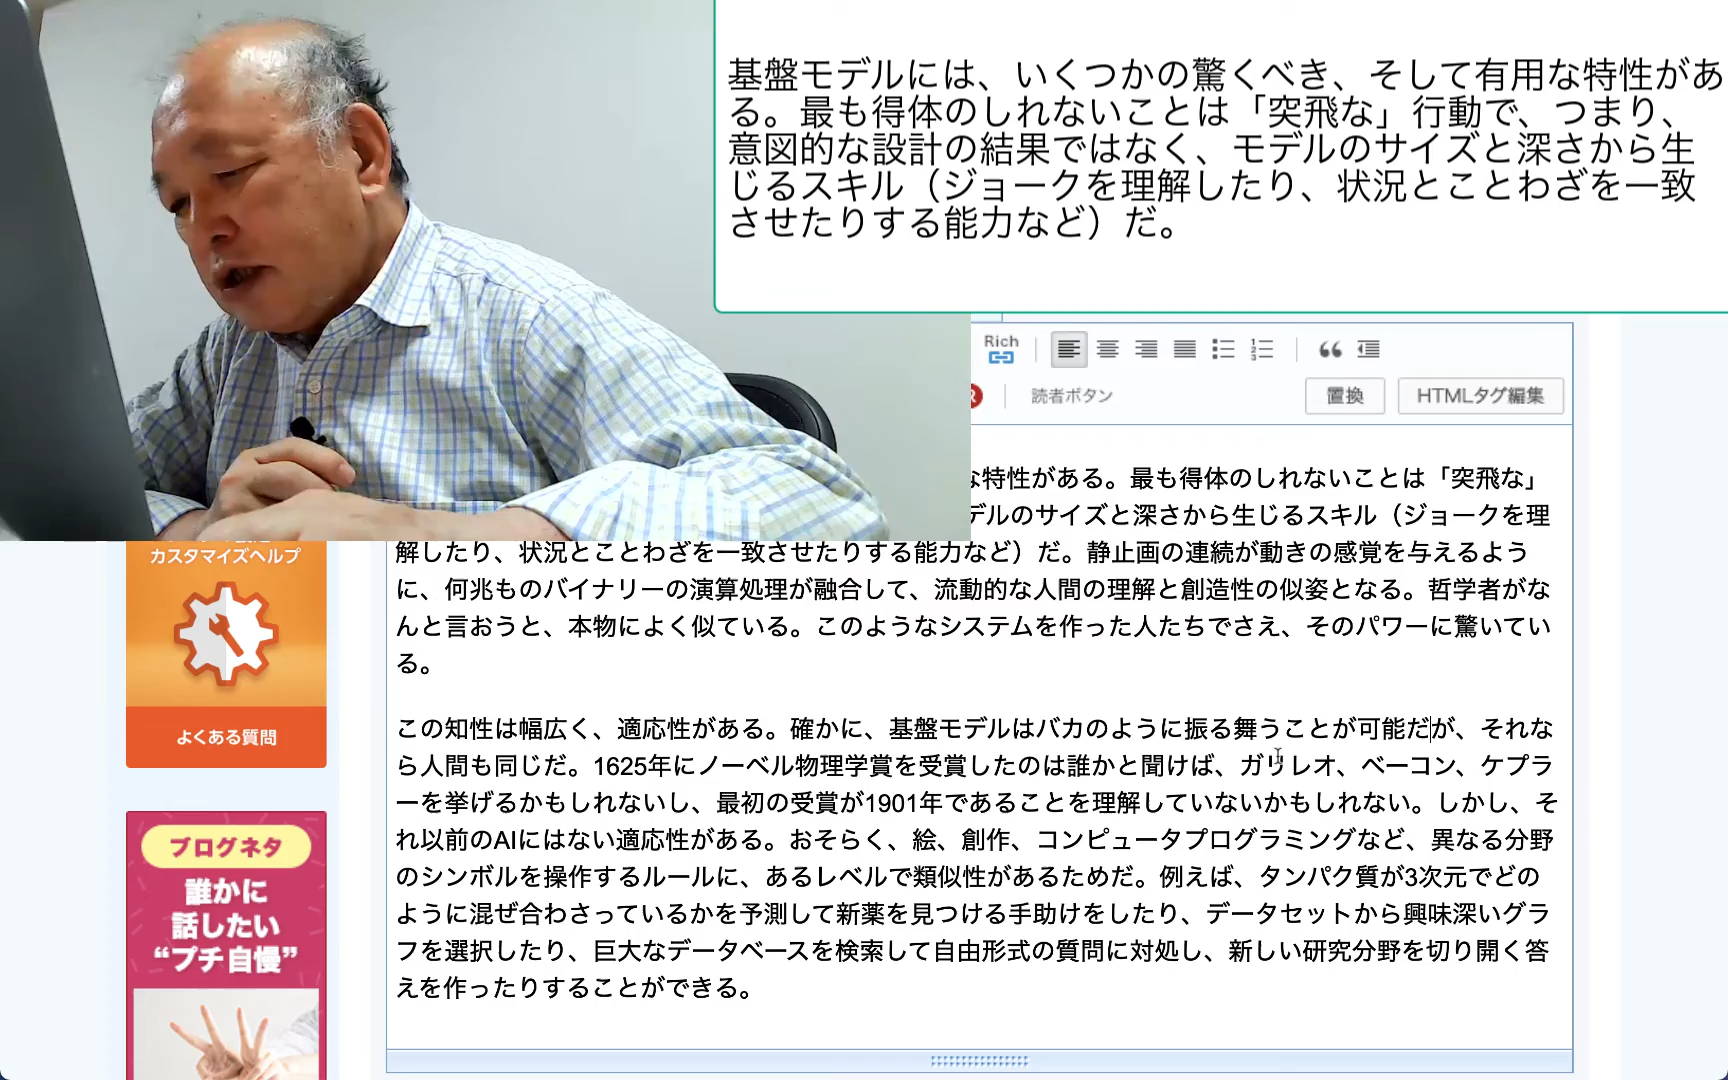 基盤モデルには、いくつかの驚くべき、そして有用な特性があ
る。最も得体のしれないことは「突飛な」行動で、つまり、
意図的な設計の結果ではなく、モデルのサイズと深さから生
じるスキル（ジョークを理解したり、状況とことわざを一致
させたりする能力など）だ。
Rich
読者ボタン
置換
HTMLタグ編集
特性がある。最も得体のしれないことは「突飛な」
デルのサイズと深さから生じるスキル（ジョークを理
解したり、状況とことわざを一致させたりする能力など）だ。静止画の連続が動きの感覚を与えるよう
に、何兆ものバイナリーの演算処理が融合して、流動的な人間の理解と創造性の似姿となる。哲学者がな
んと言おうと、本物によく似ている。このようなシステムを作った人たちでさえ、そのパワーに驚いてい
る。
この知性は幅広く、適応性がある。確かに、基盤モデルはバカのように振る舞うことが可能だが、それな
ら人間も同じだ。1625年にノーベル物理学賞を受賞したのは誰かと聞けば、ガリレオ、ベーコン、ケプラ
ーを挙げるかもしれないし、最初の受賞が1901年であることを理解していないかもしれない。しかし、そ
れ以前のAIにはない適応性がある。おそらく、絵、創作、コンピュータプログラミングなど、異なる分野
のシンボルを操作するルールに、あるレベルで類似性があるためだ。例えば、タンパク質が3次元でどの
ように混ぜ合わさっているかを予測して新薬を見つける手助けをしたり、データセットから興味深いグラ
フを選択したり、巨大なデータベースを検索して自由形式の質問に対処し、新しい研究分野を切り開く答
えを作ったりすることができる。
カスタマイズヘルプ
よくある質問
ブログネタ
誰かに
話したい
“プチ自慢”